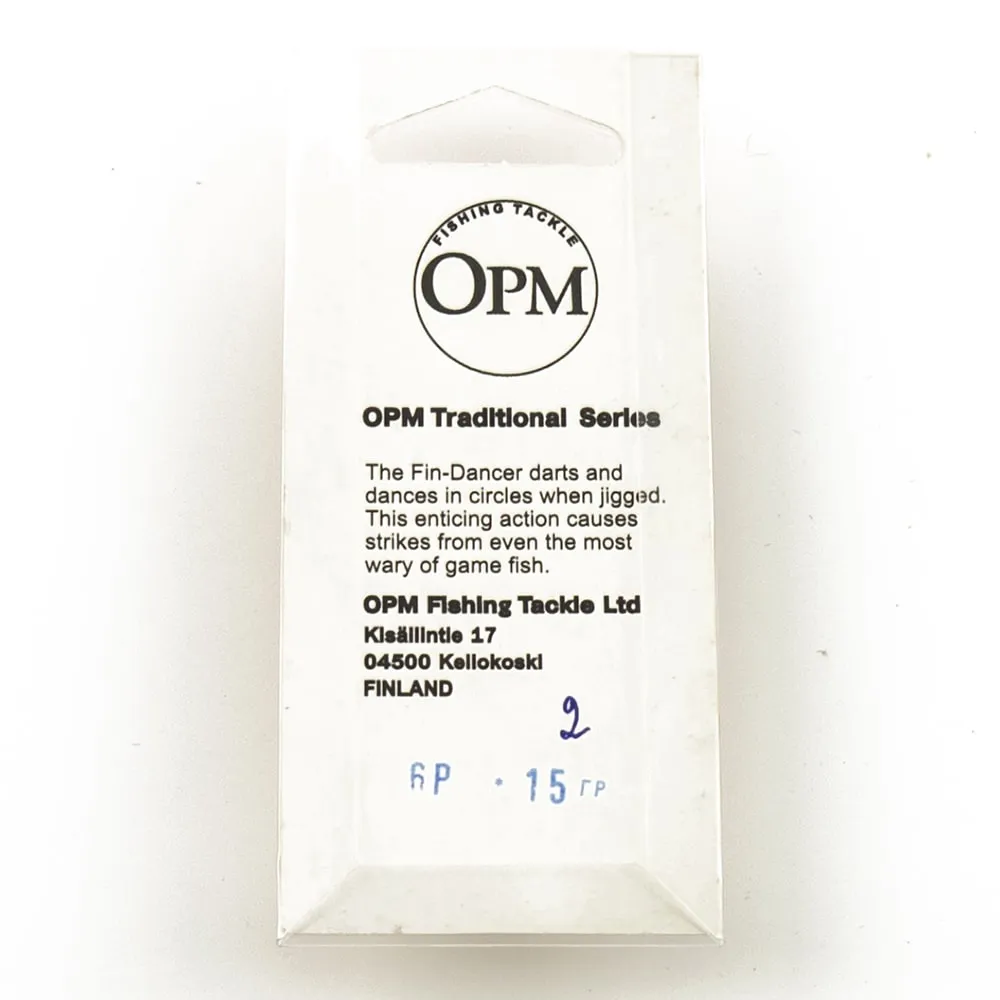 FISHING TACKLE
OPM
OPM Traditional Series
The Fin-Dancer darts and
dances in circles when jigged.
This enticing action causes
strikes from even the most
wary of game fish.
OPM Fishing Tackle Ltd
Kisällintie 17
04500 Kellokoski
FINLAND
2
6Р · 15 ГР